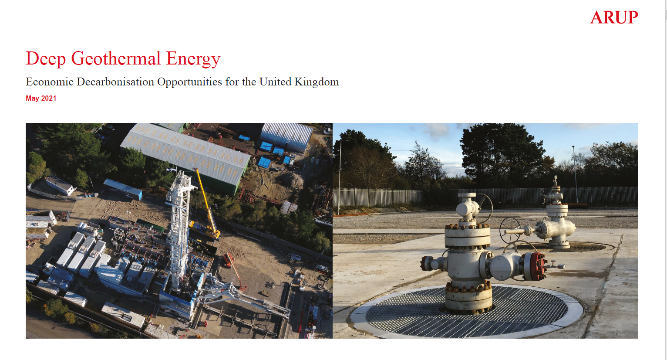 ARUP
Deep Geothermal Energy
Economic Decarbonisation Opportunities for the United Kingdom
May 2021